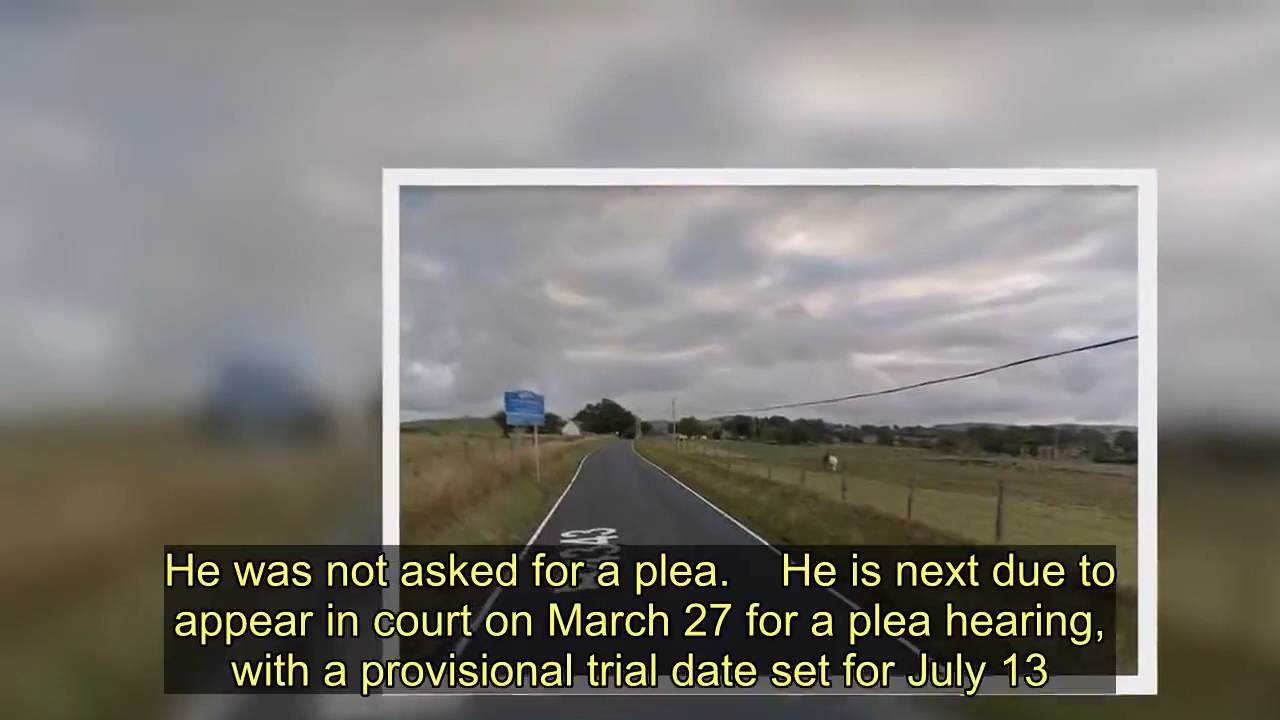 He was not asked for a plea. He is next due to
appear in court on March 27 for a plea hearing,
with a provisional trial date set for July 13